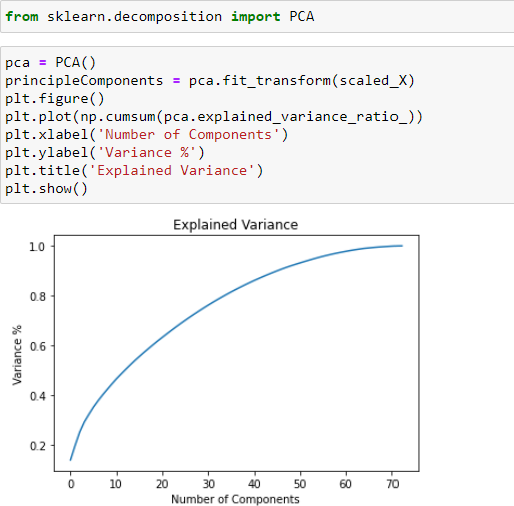 from sklearn.decomposition import PCA
pca = PCA()
principleComponents = pca.fit_transform(scaled_X)
plt.figure()
plt.plot(np.cumsum(pca.explained_variance_ratio_))
plt.xlabel('Number of Components')
plt.ylabel('Variance %')
plt.title('Explained Variance')
plt.show()
Explained Variance
1.0
0.8
0.6
0.4
0.2
Variance %
0 10 20 30 40 50 60 70
Number of Components